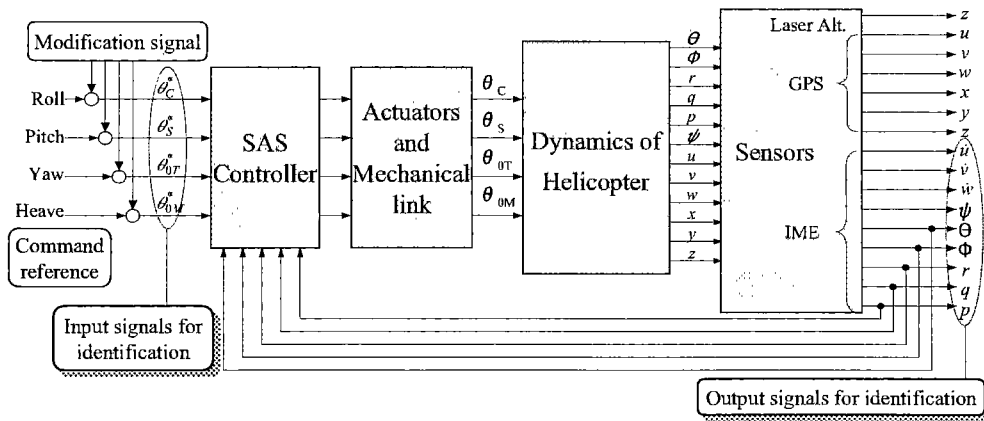 Modification signal
Roll
Pitch
Yaw
Heave
Command
reference
θ*C
θ*S
θ*0T
θ*0M
Input signals for
identification
SAS
Controller
Actuators
and
Mechanical
link
θC
θS
θ0T
θ0M
Dynamics of
Helicopter
Θ
Φ
r
q
p
ψ
u
v
w
x
y
z
Sensors
Laser Alt.
GPS
IME
z
u
v
w
x
y
z
u̇
v̇
ẇ
ψ
Θ
Φ
r
q
p
Output signals for identification